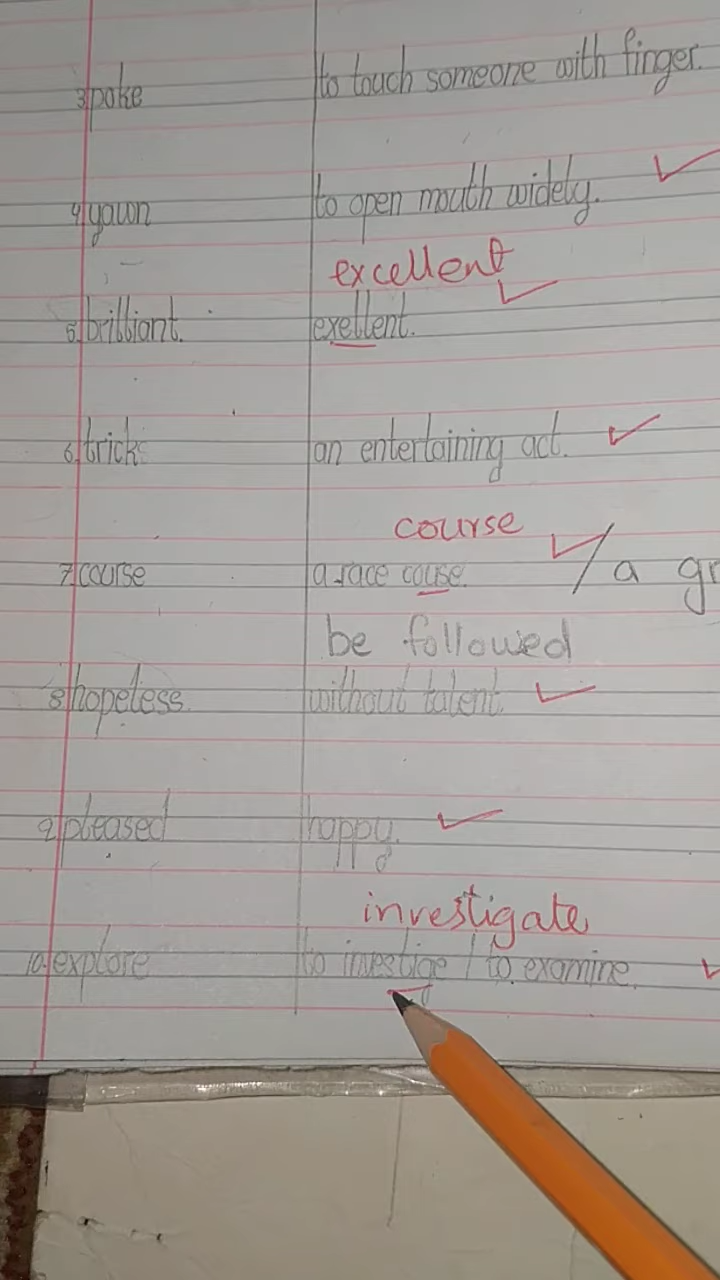 3 poke to touch someone with finger.
4 yawn to open mouth widely.
excellent
5 brilliant. exellent.
6 trick an entertaining act.
course
7 course a race couse. / a gr
be followed
8 hopeless without talent.
9 pleased happy.
investigate
10. explore to investige / to examine.